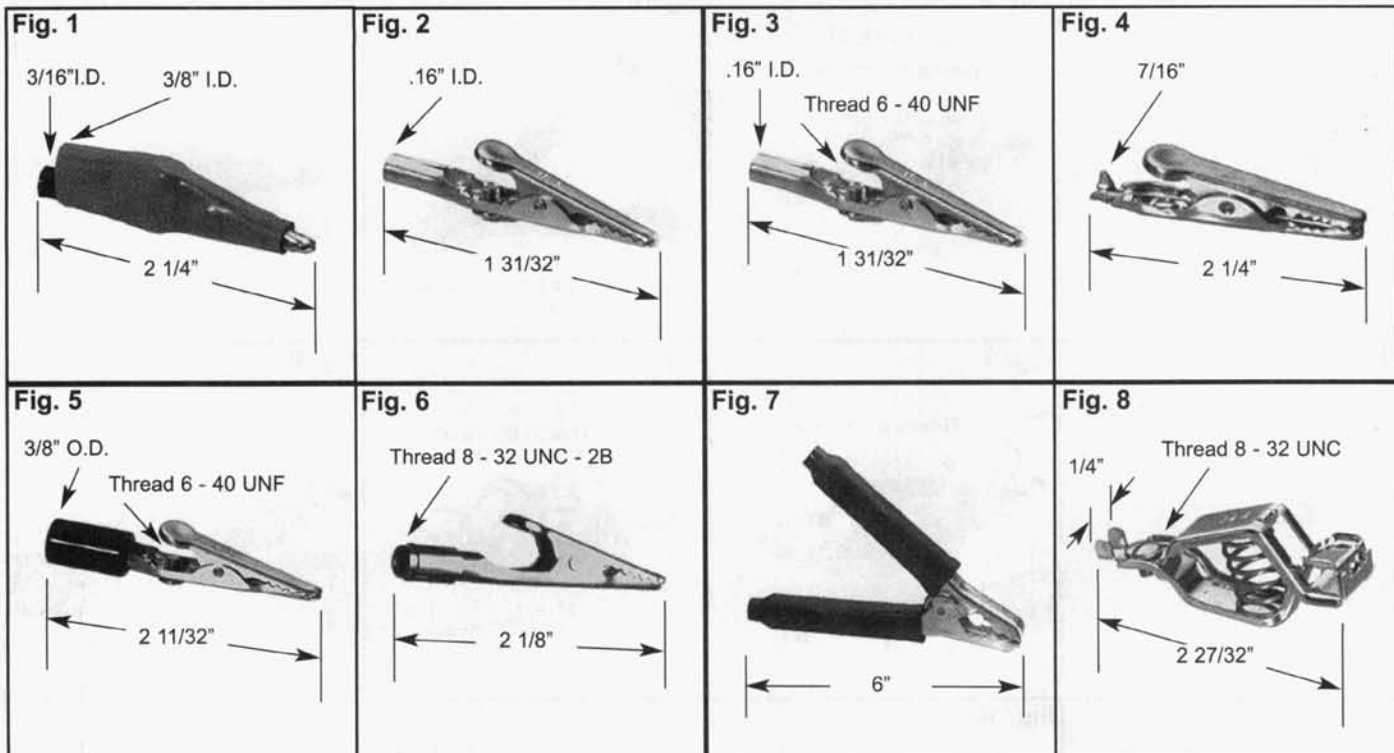 Fig. 1
3/16"I.D.
3/8" I.D.
2 1/4"
Fig. 2
.16" I.D.
1 31/32"
Fig. 3
.16" I.D.
Thread 6 - 40 UNF
1 31/32"
Fig. 4
7/16"
2 1/4"
Fig. 5
3/8" O.D.
Thread 6 - 40 UNF
2 11/32"
Fig. 6
Thread 8 - 32 UNC - 2B
2 1/8"
Fig. 7
6"
Fig. 8
Thread 8 - 32 UNC
1/4"
2 27/32"